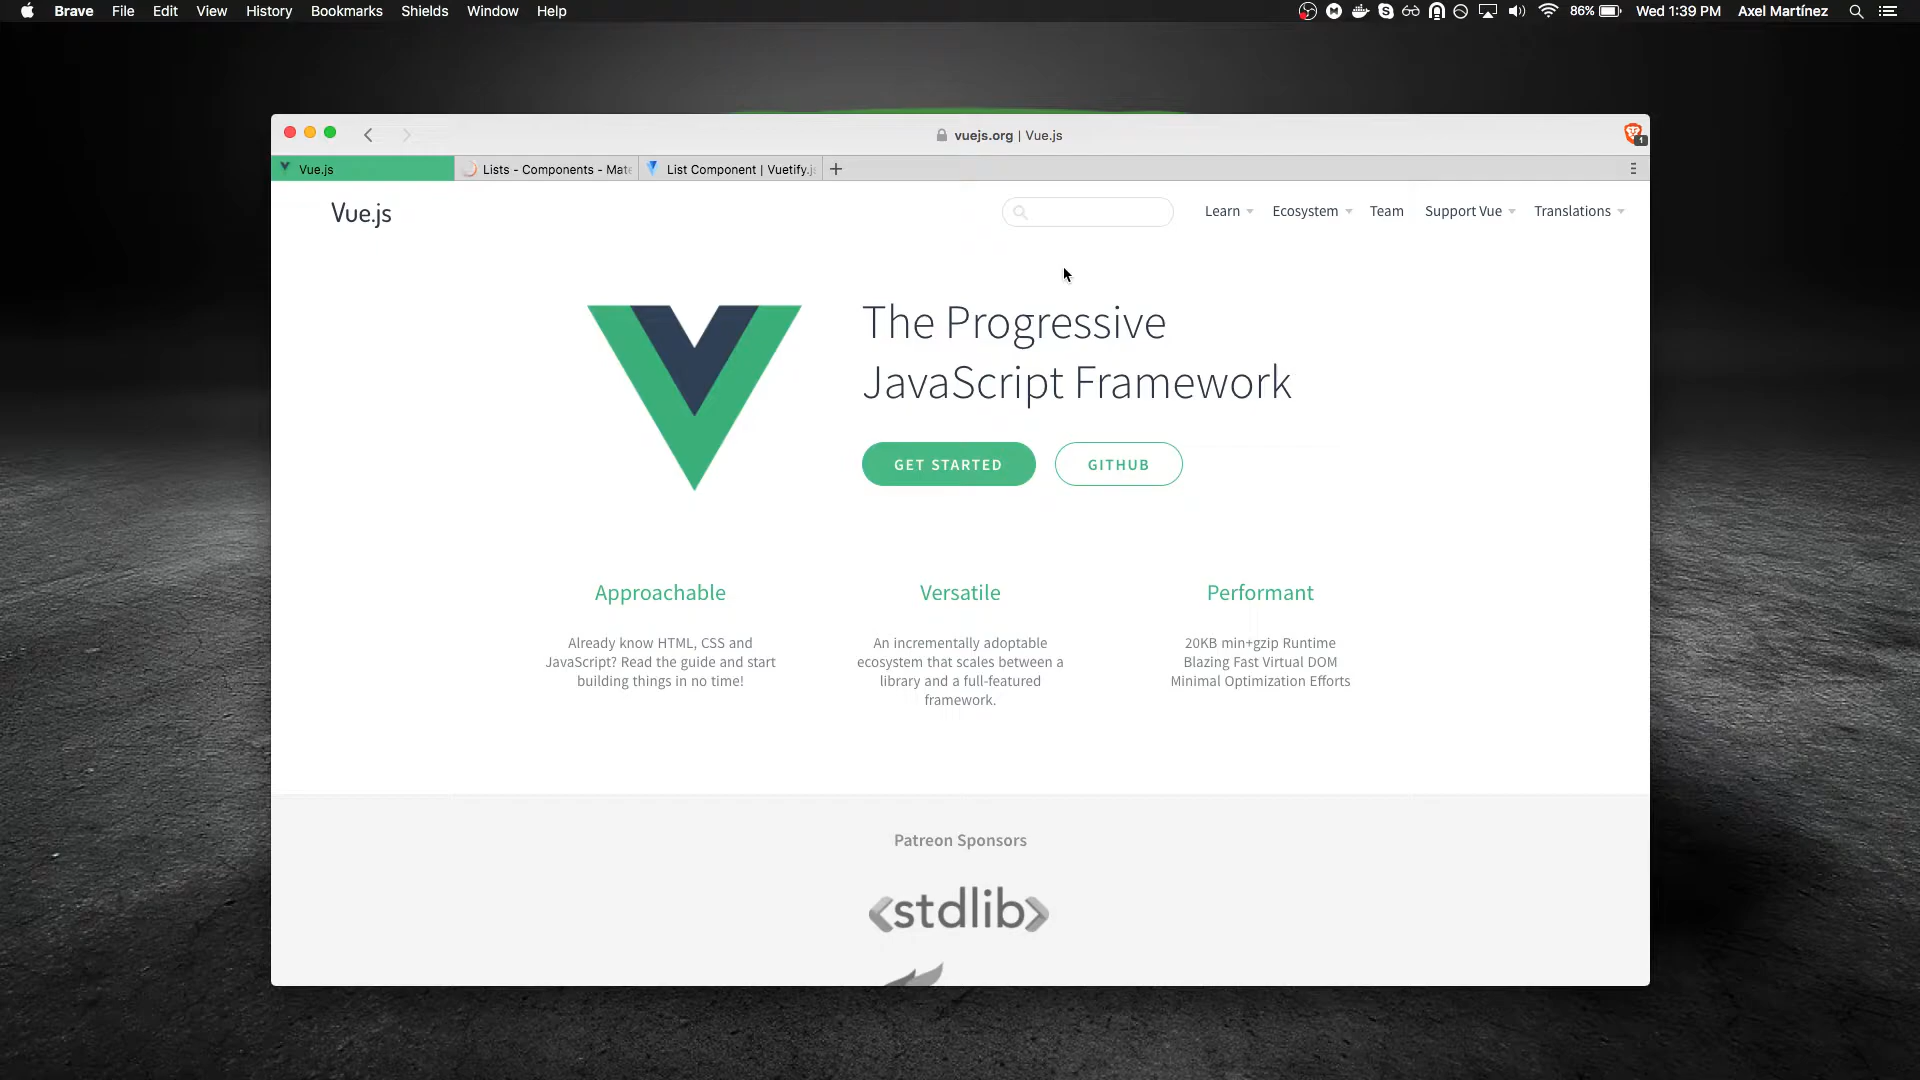 Brave File Edit View History Bookmarks Shields Window Help
86% Wed 1:39 PM Axel Martínez
vuejs.org | Vue.js
1
Vue.js
Lists - Components - Mate
List Component | Vuetify.js
Vue.js
Learn Ecosystem Team Support Vue Translations
The Progressive
JavaScript Framework
GET STARTED GITHUB
Approachable
Already know HTML, CSS and
JavaScript? Read the guide and start
building things in no time!
Versatile
An incrementally adoptable
ecosystem that scales between a
library and a full-featured
framework.
Performant
20KB min+gzip Runtime
Blazing Fast Virtual DOM
Minimal Optimization Efforts
Patreon Sponsors
<stdlib>